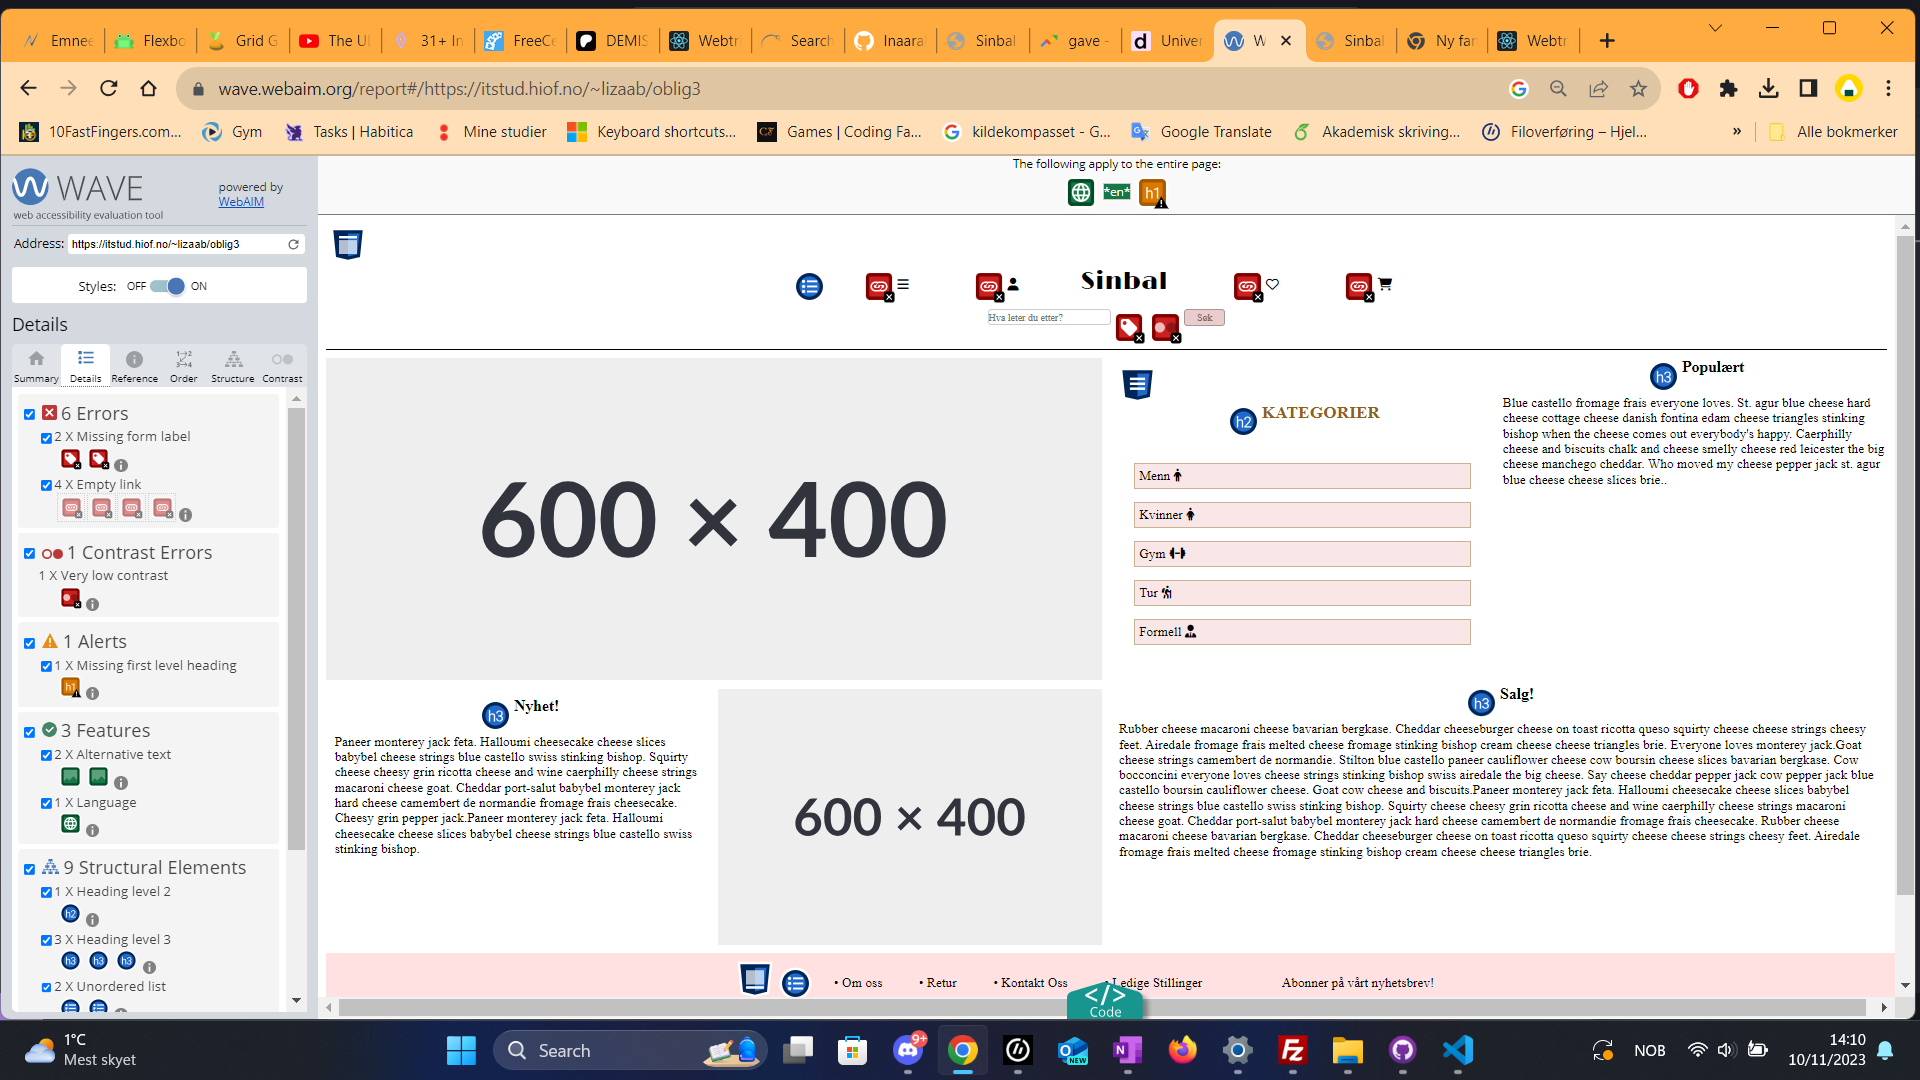 Emne
Flexbo
Grid G
The UL
31+ In
FreeCe
DEMIS
Webtr
Search
Inaara
Sinbal
gave -
Univer
W
Sinbal
Ny far
Webtr
wave.webaim.org/report#/https://itstud.hiof.no/~lizaab/oblig3
10FastFingers.com...
Gym
Tasks | Habitica
Mine studier
Keyboard shortcuts...
Games | Coding Fa...
kildekompasset - G...
Google Translate
Akademisk skriving...
Filoverføring – Hjel...
»
Alle bokmerker
WAVE
web accessibility evaluation tool
powered by
WebAIM
Address: https://itstud.hiof.no/~lizaab/oblig3
Styles: OFF ON
Details
Summary Details Reference Order Structure Contrast
6 Errors
2 X Missing form label
4 X Empty link
1 Contrast Errors
1 X Very low contrast
1 Alerts
1 X Missing first level heading
h1
3 Features
2 X Alternative text
1 X Language
9 Structural Elements
1 X Heading level 2
h2
3 X Heading level 3
h3 h3 h3
2 X Unordered list
The following apply to the entire page:
*en* h1
Sinbal
Hva leter du etter?
Søk
600 × 400
h2 KATEGORIER
Menn
Kvinner
Gym
Tur
Formell
h3 Populært
Blue castello fromage frais everyone loves. St. agur blue cheese hard
cheese cottage cheese danish fontina edam cheese triangles stinking
bishop when the cheese comes out everybody's happy. Caerphilly
cheese and biscuits chalk and cheese smelly cheese red leicester the big
cheese manchego cheddar. Who moved my cheese pepper jack st. agur
blue cheese cheese slices brie..
h3 Nyhet!
Paneer monterey jack feta. Halloumi cheesecake cheese slices
babybel cheese strings blue castello swiss stinking bishop. Squirty
cheese cheesy grin ricotta cheese and wine caerphilly cheese strings
macaroni cheese goat. Cheddar port-salut babybel monterey jack
hard cheese camembert de normandie fromage frais cheesecake.
Cheesy grin pepper jack.Paneer monterey jack feta. Halloumi
cheesecake cheese slices babybel cheese strings blue castello swiss
stinking bishop.
600 × 400
h3 Salg!
Rubber cheese macaroni cheese bavarian bergkase. Cheddar cheeseburger cheese on toast ricotta queso squirty cheese cheese strings cheesy
feet. Airedale fromage frais melted cheese fromage stinking bishop cream cheese cheese triangles brie. Everyone loves monterey jack.Goat
cheese strings camembert de normandie. Stilton blue castello paneer cauliflower cheese cow boursin cheese slices bavarian bergkase. Cow
bocconcini everyone loves cheese strings stinking bishop swiss airedale the big cheese. Say cheese cheddar pepper jack cow pepper jack blue
castello boursin cauliflower cheese. Goat cow cheese and biscuits.Paneer monterey jack feta. Halloumi cheesecake cheese slices babybel
cheese strings blue castello swiss stinking bishop. Squirty cheese cheesy grin ricotta cheese and wine caerphilly cheese strings macaroni
cheese goat. Cheddar port-salut babybel monterey jack hard cheese camembert de normandie fromage frais cheesecake. Rubber cheese
macaroni cheese bavarian bergkase. Cheddar cheeseburger cheese on toast ricotta queso squirty cheese cheese strings cheesy feet. Airedale
fromage frais melted cheese fromage stinking bishop cream cheese cheese triangles brie.
• Om oss
• Retur
• Kontakt Oss
• Ledige Stillinger
Abonner på vårt nyhetsbrev!
</>
Code
1°C
Mest skyet
Search
9+
NEW
NOB
14:10
10/11/2023